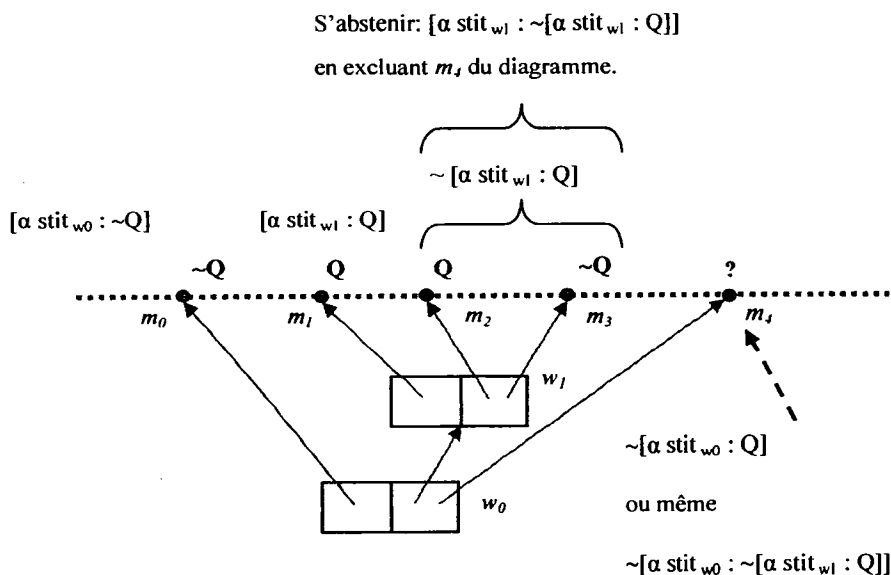 S'abstenir: [α stit w1 : ~[α stit w1 : Q]]
en excluant m4 du diagramme.
~ [α stit w1 : Q]
[α stit w0 : ~Q]
[α stit w1 : Q]
~Q
Q
Q
~Q
?
m0
m1
m2
m3
m4
w1
w0
~[α stit w0 : Q]
ou même
~[α stit w0 : ~[α stit w1 : Q]]